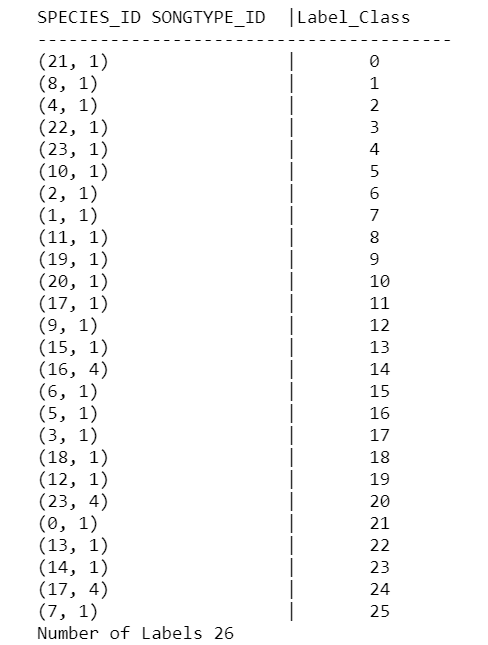 SPECIES_ID SONGTYPE_ID  |Label_Class
---------------------------------------
(21, 1)                 |       0
(8, 1)                  |       1
(4, 1)                  |       2
(22, 1)                 |       3
(23, 1)                 |       4
(10, 1)                 |       5
(2, 1)                  |       6
(1, 1)                  |       7
(11, 1)                 |       8
(19, 1)                 |       9
(20, 1)                 |       10
(17, 1)                 |       11
(9, 1)                  |       12
(15, 1)                 |       13
(16, 4)                 |       14
(6, 1)                  |       15
(5, 1)                  |       16
(3, 1)                  |       17
(18, 1)                 |       18
(12, 1)                 |       19
(23, 4)                 |       20
(0, 1)                  |       21
(13, 1)                 |       22
(14, 1)                 |       23
(17, 4)                 |       24
(7, 1)                  |       25
Number of Labels 26